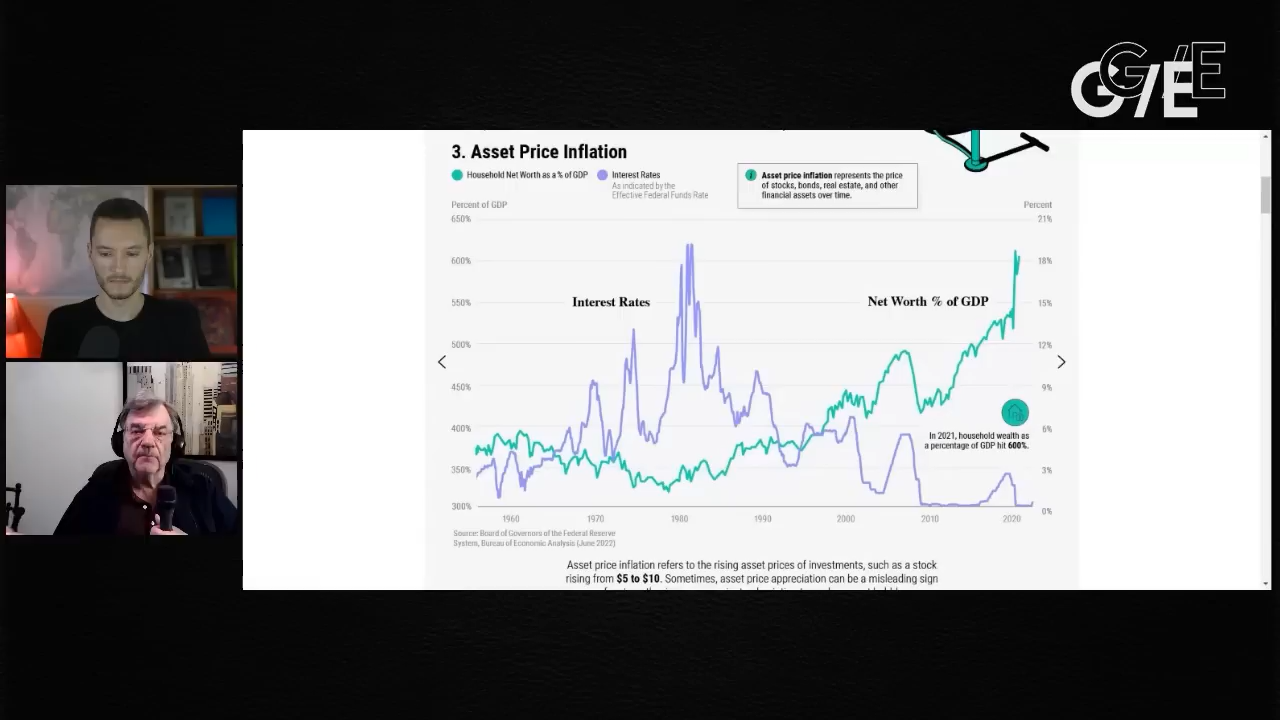 G/E
G/E
3. Asset Price Inflation
Household Net Worth as a % of GDP
Interest Rates
As indicated by the
Effective Federal Funds Rate
i
Asset price inflation represents the price
of stocks, bonds, real estate, and other
financial assets over time.
Percent of GDP
Percent
650%
21%
600%
18%
Interest Rates
Net Worth % of GDP
550%
15%
500%
12%
450%
9%
400%
6%
In 2021, household wealth as
a percentage of GDP hit 600%.
350%
3%
300%
0%
1960 1970 1980 1990 2000 2010 2020
Source: Board of Governors of the Federal Reserve
System, Bureau of Economic Analysis (June 2022)
Asset price inflation refers to the rising asset prices of investments, such as a stock
rising from $5 to $10. Sometimes, asset price appreciation can be a misleading sign